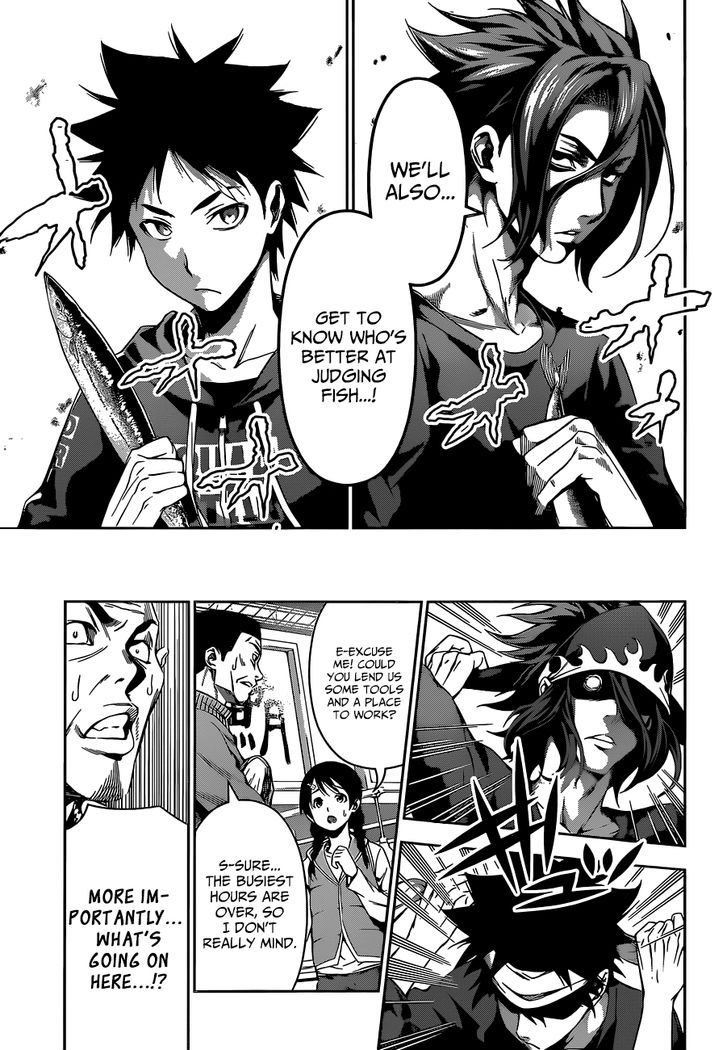 WE'LL
ALSO...
GET TO
KNOW WHO'S
BETTER AT
JUDGING
FISH...!
E-EXCUSE
ME! COULD
YOU LEND US
SOME TOOLS
AND A PLACE
TO WORK?
S-SURE...
THE BUSIEST
HOURS ARE
OVER, SO
I DON'T
REALLY MIND.
MORE IM-
PORTANTLY...
WHAT'S
GOING ON
HERE...!?